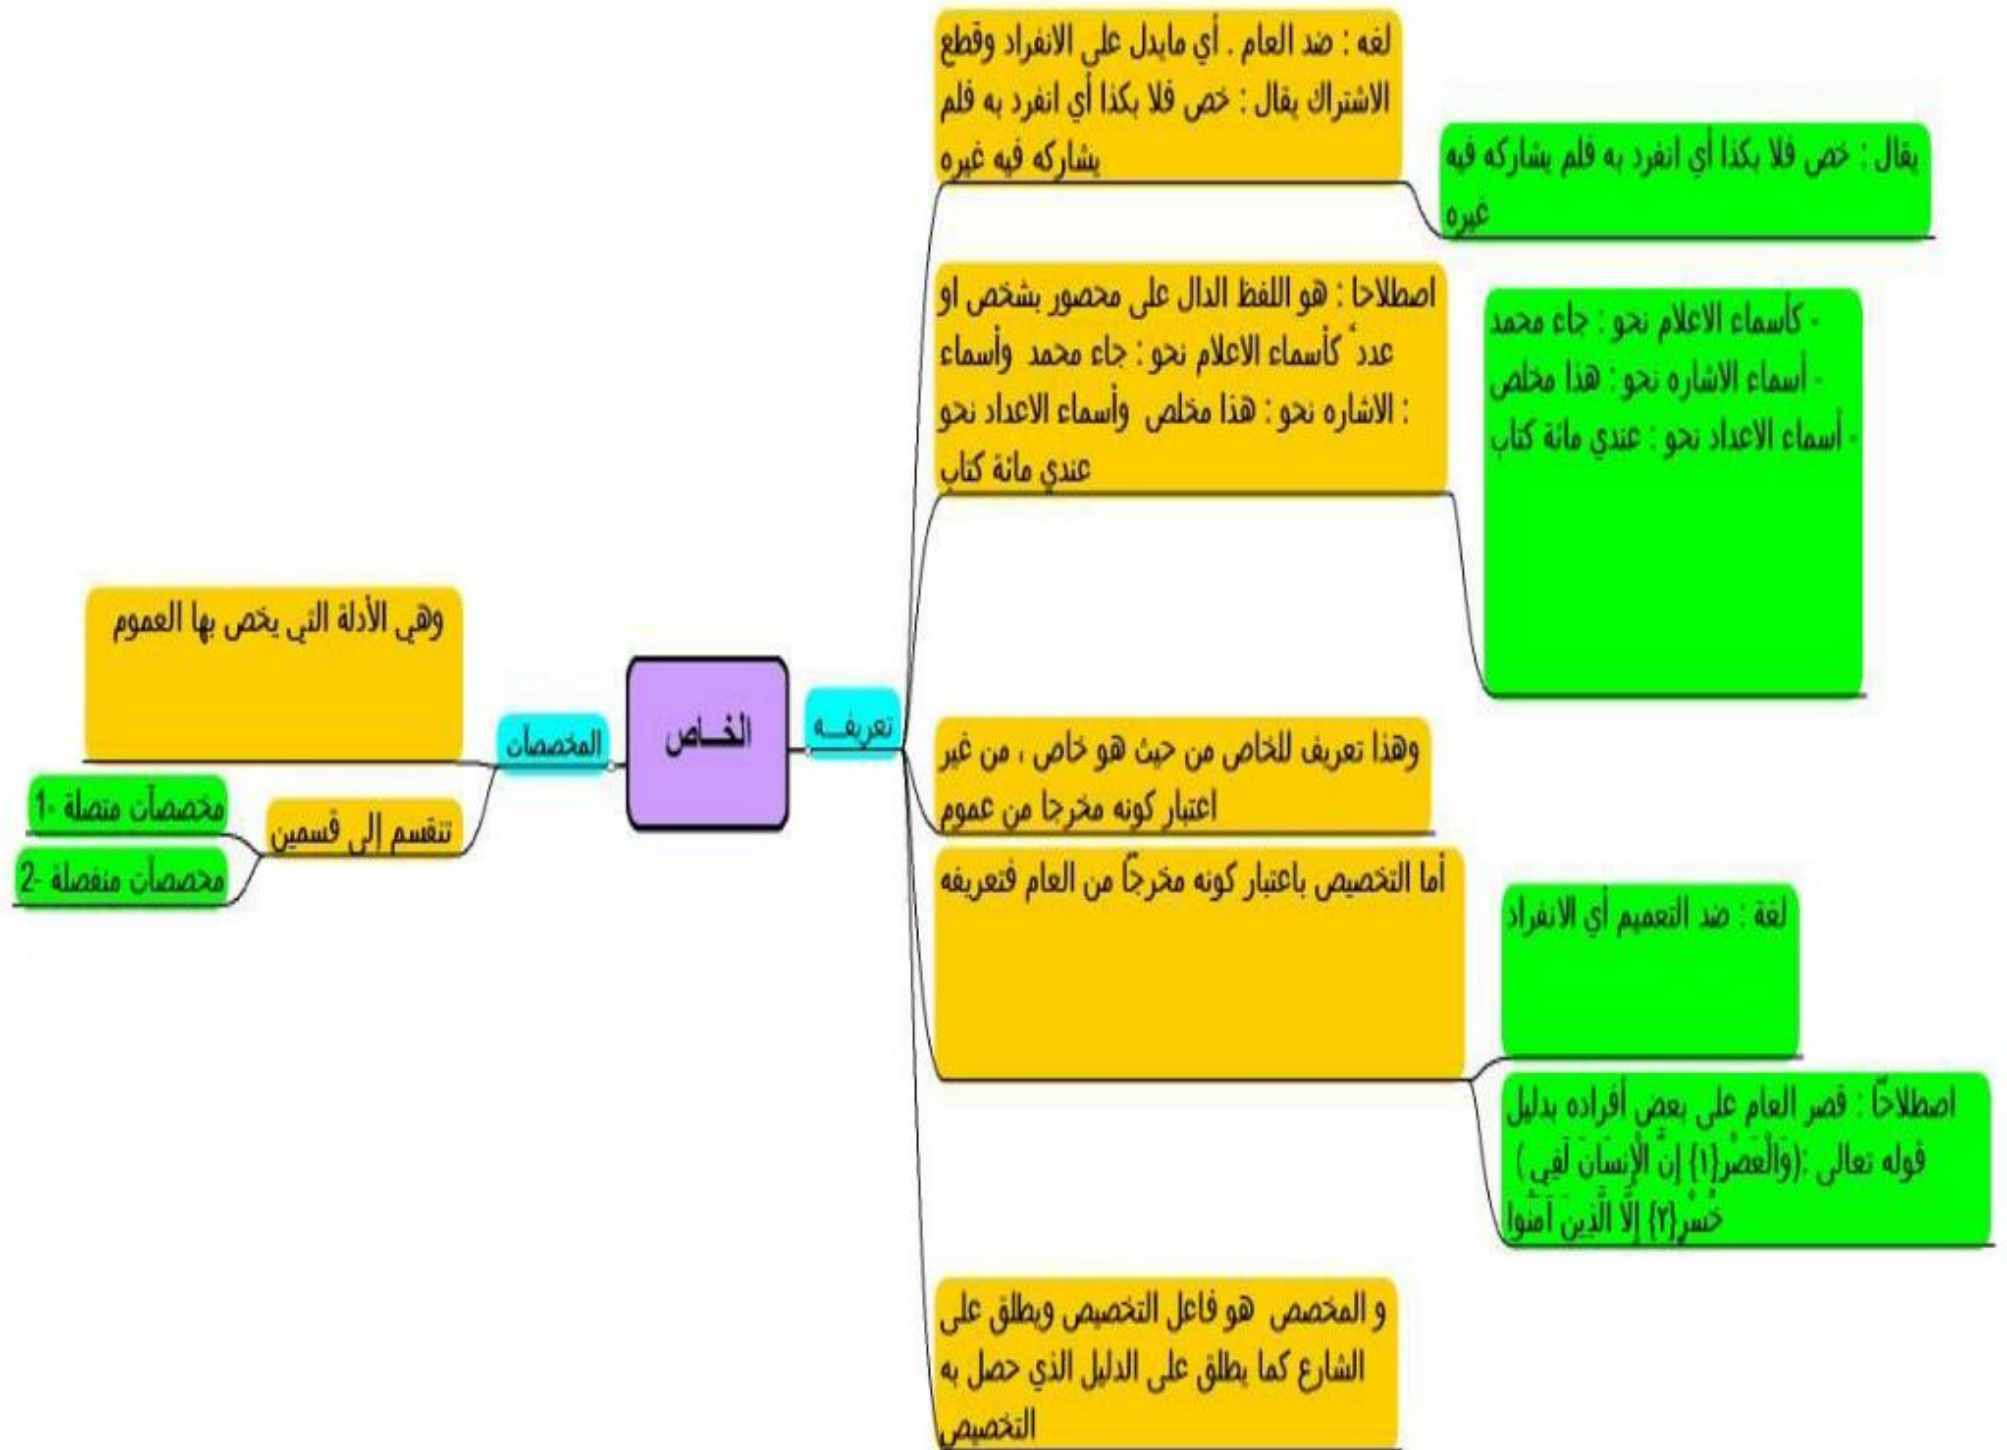 الخــاص
تعريفــه
لغه : ضد العام . أي مايدل على الانفراد وقطع
الاشتراك يقال : خص فلا بكذا أي انفرد به فلم
يشاركه فيه غيره
يقال : خص فلا بكذا أي انفرد به فلم يشاركه فيه
غيره
اصطلاحا : هو اللفظ الدال على محصور بشخص او
عددٔ كأسماء الاعلام نحو : جاء محمد وأسماء
: الاشاره نحو : هذا مخلص وأسماء الاعداد نحو
عندي مائة كتاب
- كأسماء الاعلام نحو : جاء محمد
- أسماء الاشاره نحو : هذا مخلص
- أسماء الاعداد نحو : عندي مائة كتاب
وهذا تعريف للخاص من حيث هو خاص ، من غير
اعتبار كونه مخرجا من عموم
أما التخصيص باعتبار كونه مخرجًا من العام فتعريفه
لغة : ضد التعميم أي الانفراد
اصطلاحًا : قصر العام على بعض أفراده بدليل
قوله تعالى :(وَالْعَصْرِ{١} إِنَّ الْإِنسَانَ لَفِي )
خُسْرٍ{٢} إِلَّا الَّذِينَ آمَنُوا
و المخصص هو فاعل التخصيص ويطلق على
الشارع كما يطلق على الدليل الذي حصل به
التخصيص
المخصصات
وهي الأدلة التي يخص بها العموم
تنقسم إلى قسمين
مخصصات متصلة -1
مخصصات منفصلة -2